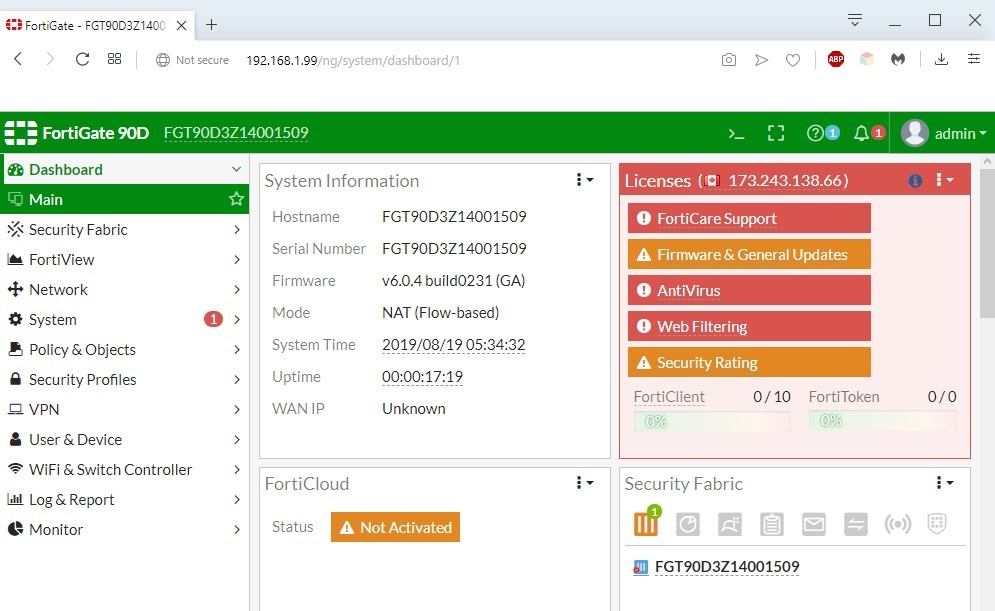 FortiGate - FGT90D3Z1400
Not secure 192.168.1.99/ng/system/dashboard/1
ABP
FortiGate 90D FGT90D3Z14001509
>_ 1 1 admin
Dashboard
Main
Security Fabric
FortiView
Network
System 1
Policy & Objects
Security Profiles
VPN
User & Device
WiFi & Switch Controller
Log & Report
Monitor
System Information
Hostname FGT90D3Z14001509
Serial Number FGT90D3Z14001509
Firmware v6.0.4 build0231 (GA)
Mode NAT (Flow-based)
System Time 2019/08/19 05:34:32
Uptime 00:00:17:19
WAN IP Unknown
Licenses (173.243.138.66)
FortiCare Support
Firmware & General Updates
AntiVirus
Web Filtering
Security Rating
FortiClient 0 / 10 FortiToken 0 / 0
0% 0%
FortiCloud
Status Not Activated
Security Fabric
1
FGT90D3Z14001509